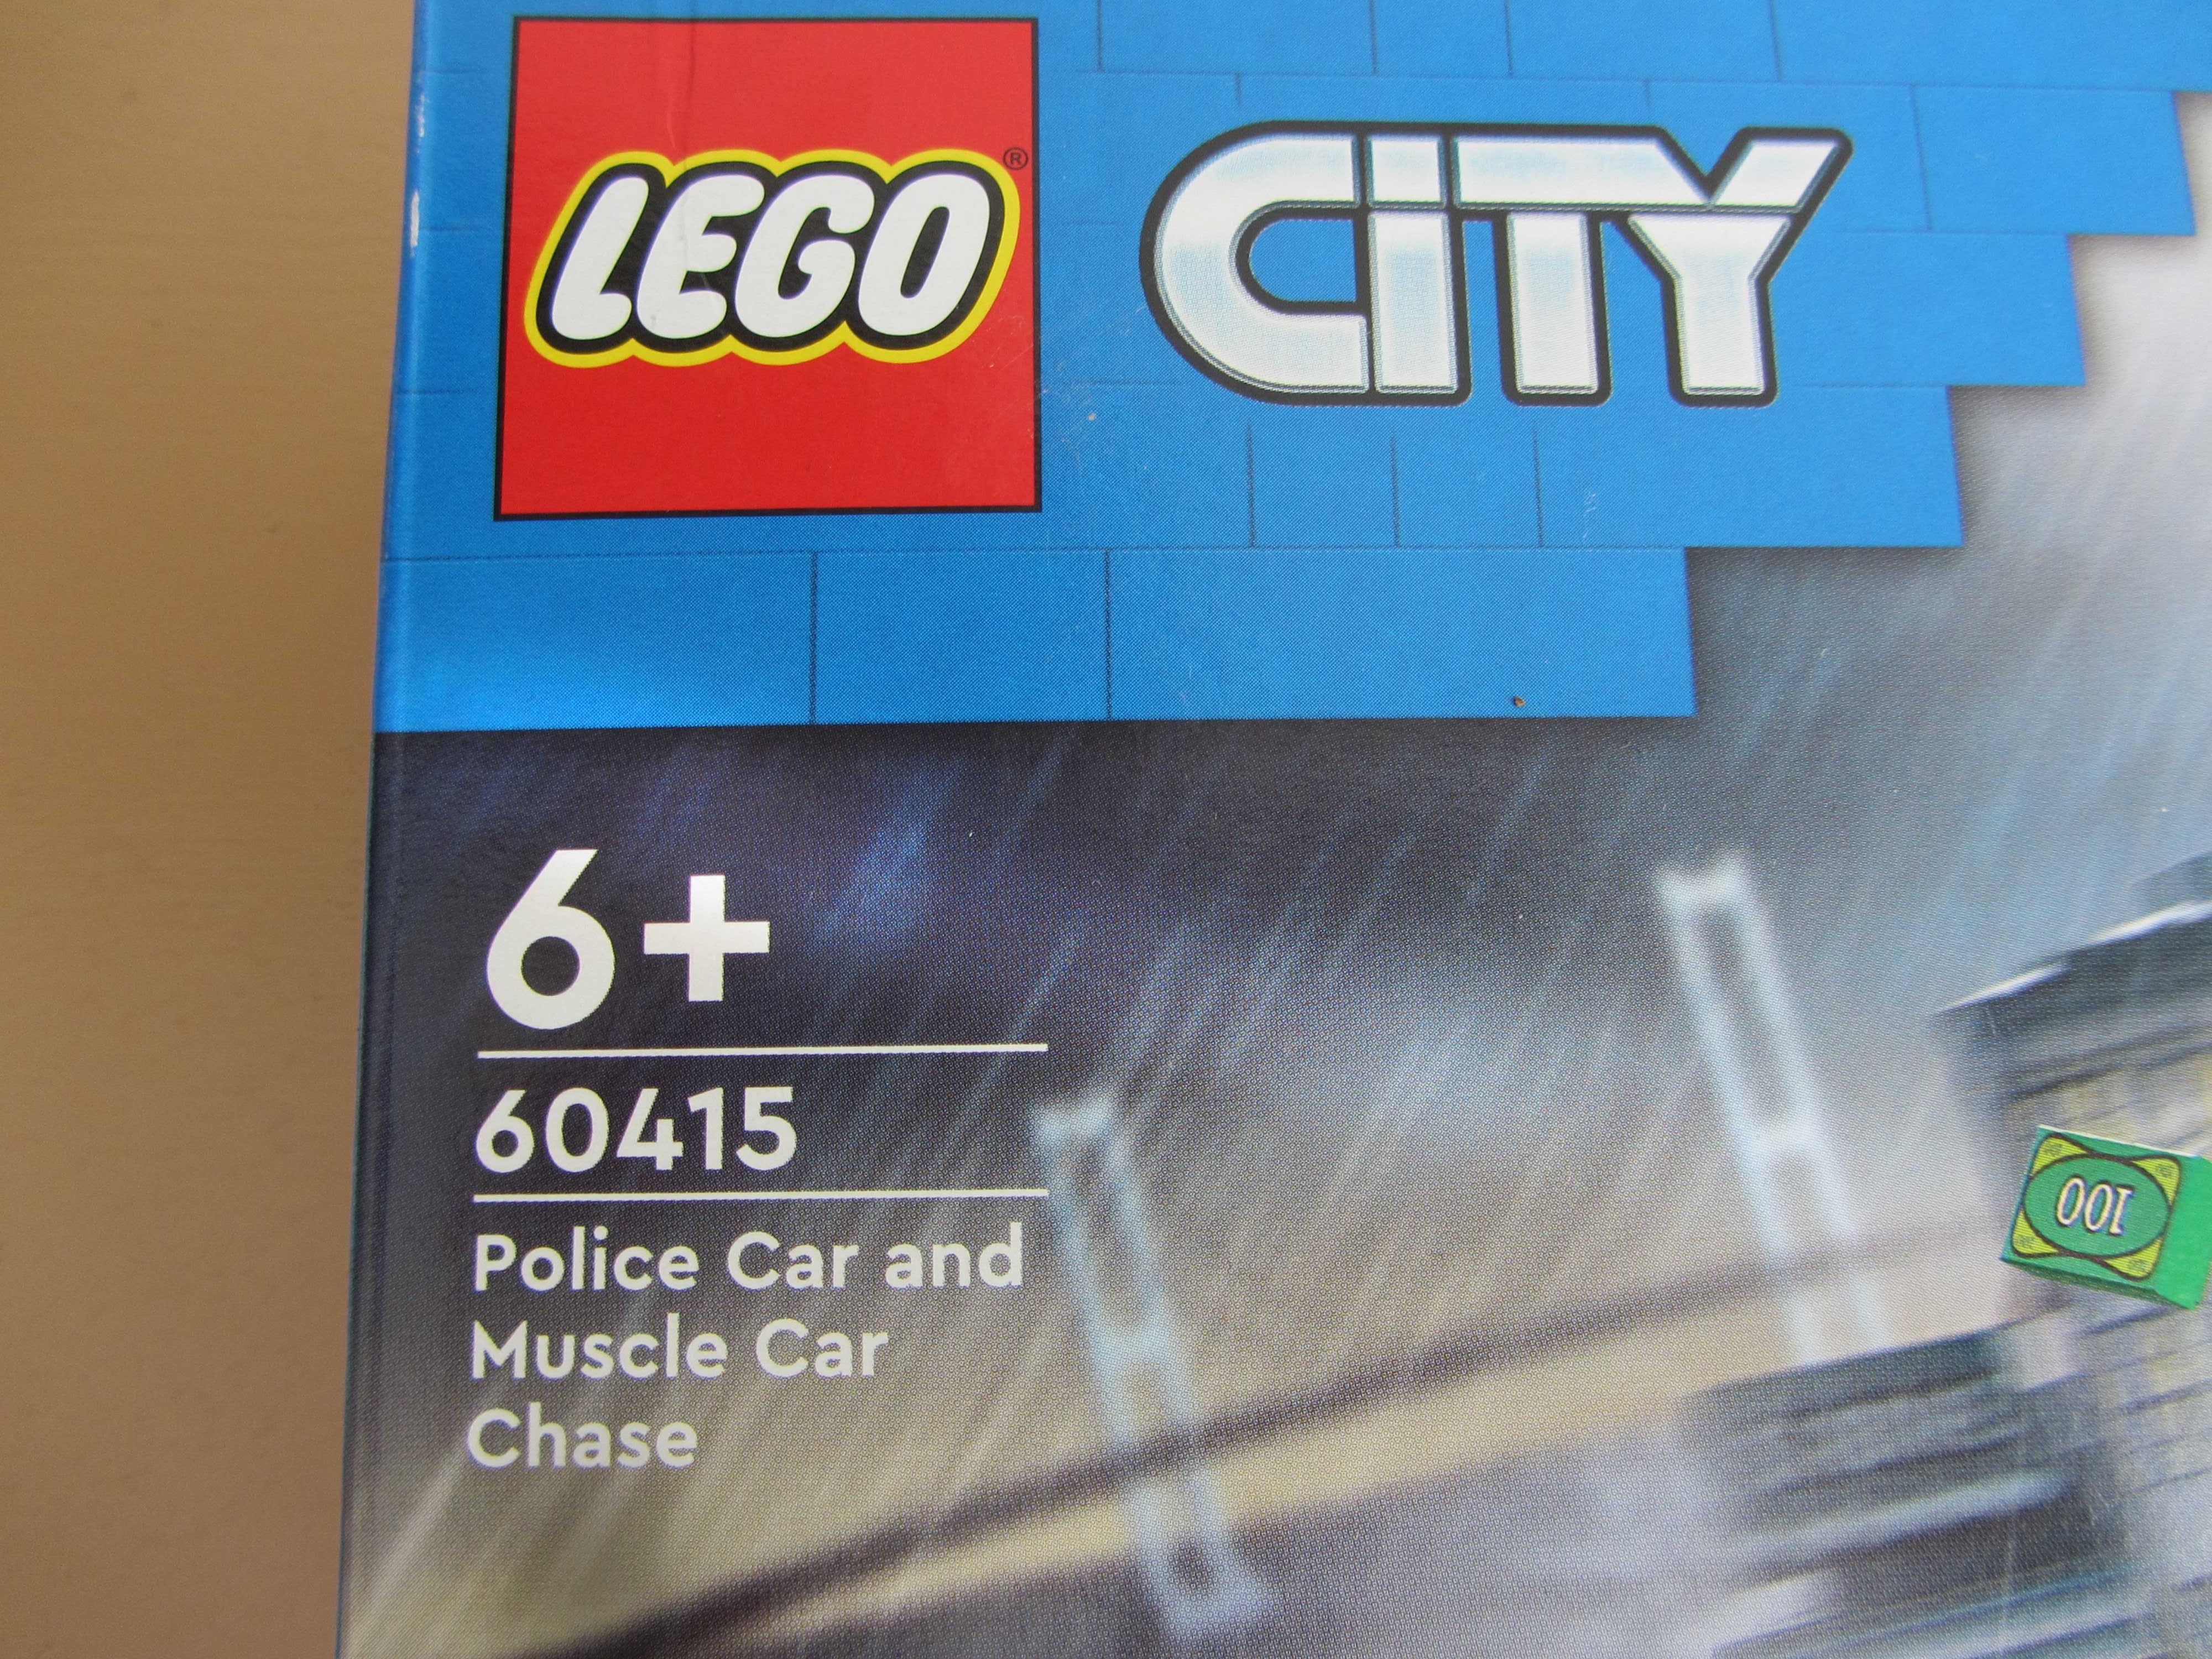 LEGO®
CITY
6+
60415
Police Car and
Muscle Car
Chase
100